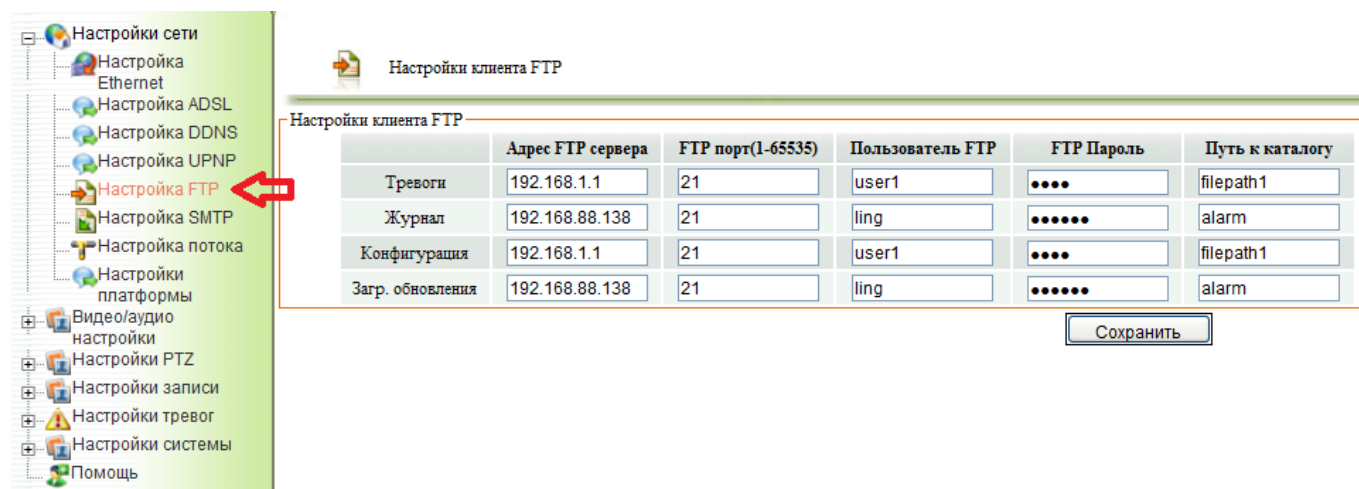 Настройки сети
Настройка
Ethernet
Настройка ADSL
Настройка DDNS
Настройка UPNP
Настройка FTP
Настройка SMTP
Настройка потока
Настройки
платформы
Видео/аудио
настройки
Настройки PTZ
Настройки записи
Настройки тревог
Настройки системы
Помощь
Настройки клиента FTP
Настройки клиента FTP
Адрес FTP сервера FTP порт(1-65535) Пользователь FTP FTP Пароль Путь к каталогу
Тревоги 192.168.1.1 21 user1 ●●●● filepath1
Журнал 192.168.88.138 21 ling ●●●●●● alarm
Конфигурация 192.168.1.1 21 user1 ●●●● filepath1
Загр. обновления 192.168.88.138 21 ling ●●●●●● alarm
Сохранить